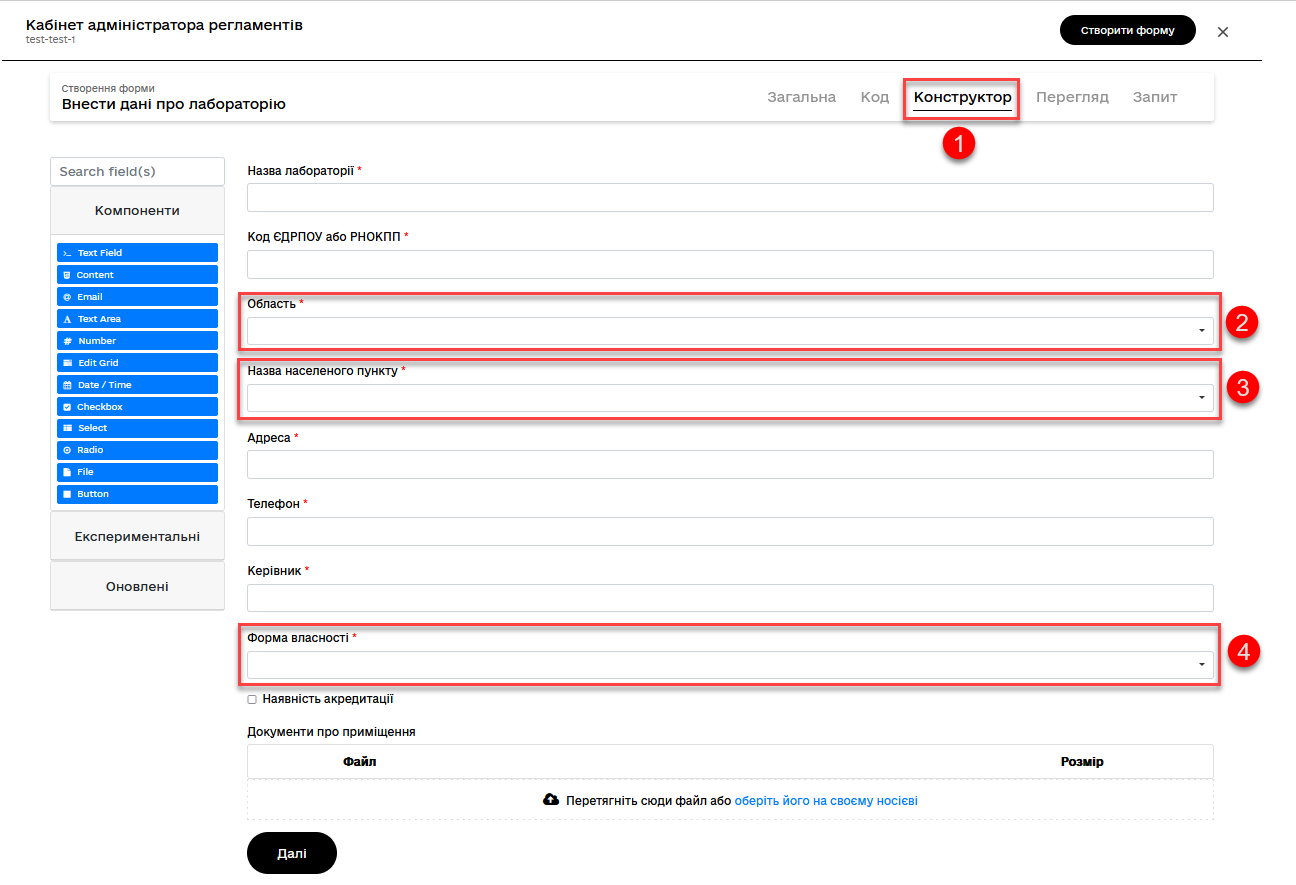 Кабінет адміністратора регламентів
test-test-1
Створити форму
Створення форми
Внести дані про лабораторію
Загальна Код Конструктор Перегляд Запит
1
Search field(s)
Компоненти
Text Field
Content
Email
Text Area
Number
Edit Grid
Date / Time
Checkbox
Select
Radio
File
Button
Експериментальні
Оновлені
Назва лабораторії *
Код ЄДРПОУ або РНОКПП *
Область *
2
Назва населеного пункту *
3
Адреса *
Телефон *
Керівник *
Форма власності *
4
Наявність акредитації
Документи про приміщення
Файл Розмір
Перетягніть сюди файл або оберіть його на своєму носієві
Далі